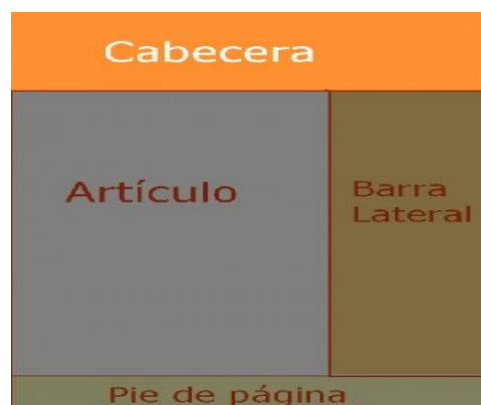 Cabecera
Artículo
Barra
Lateral
Pie de página